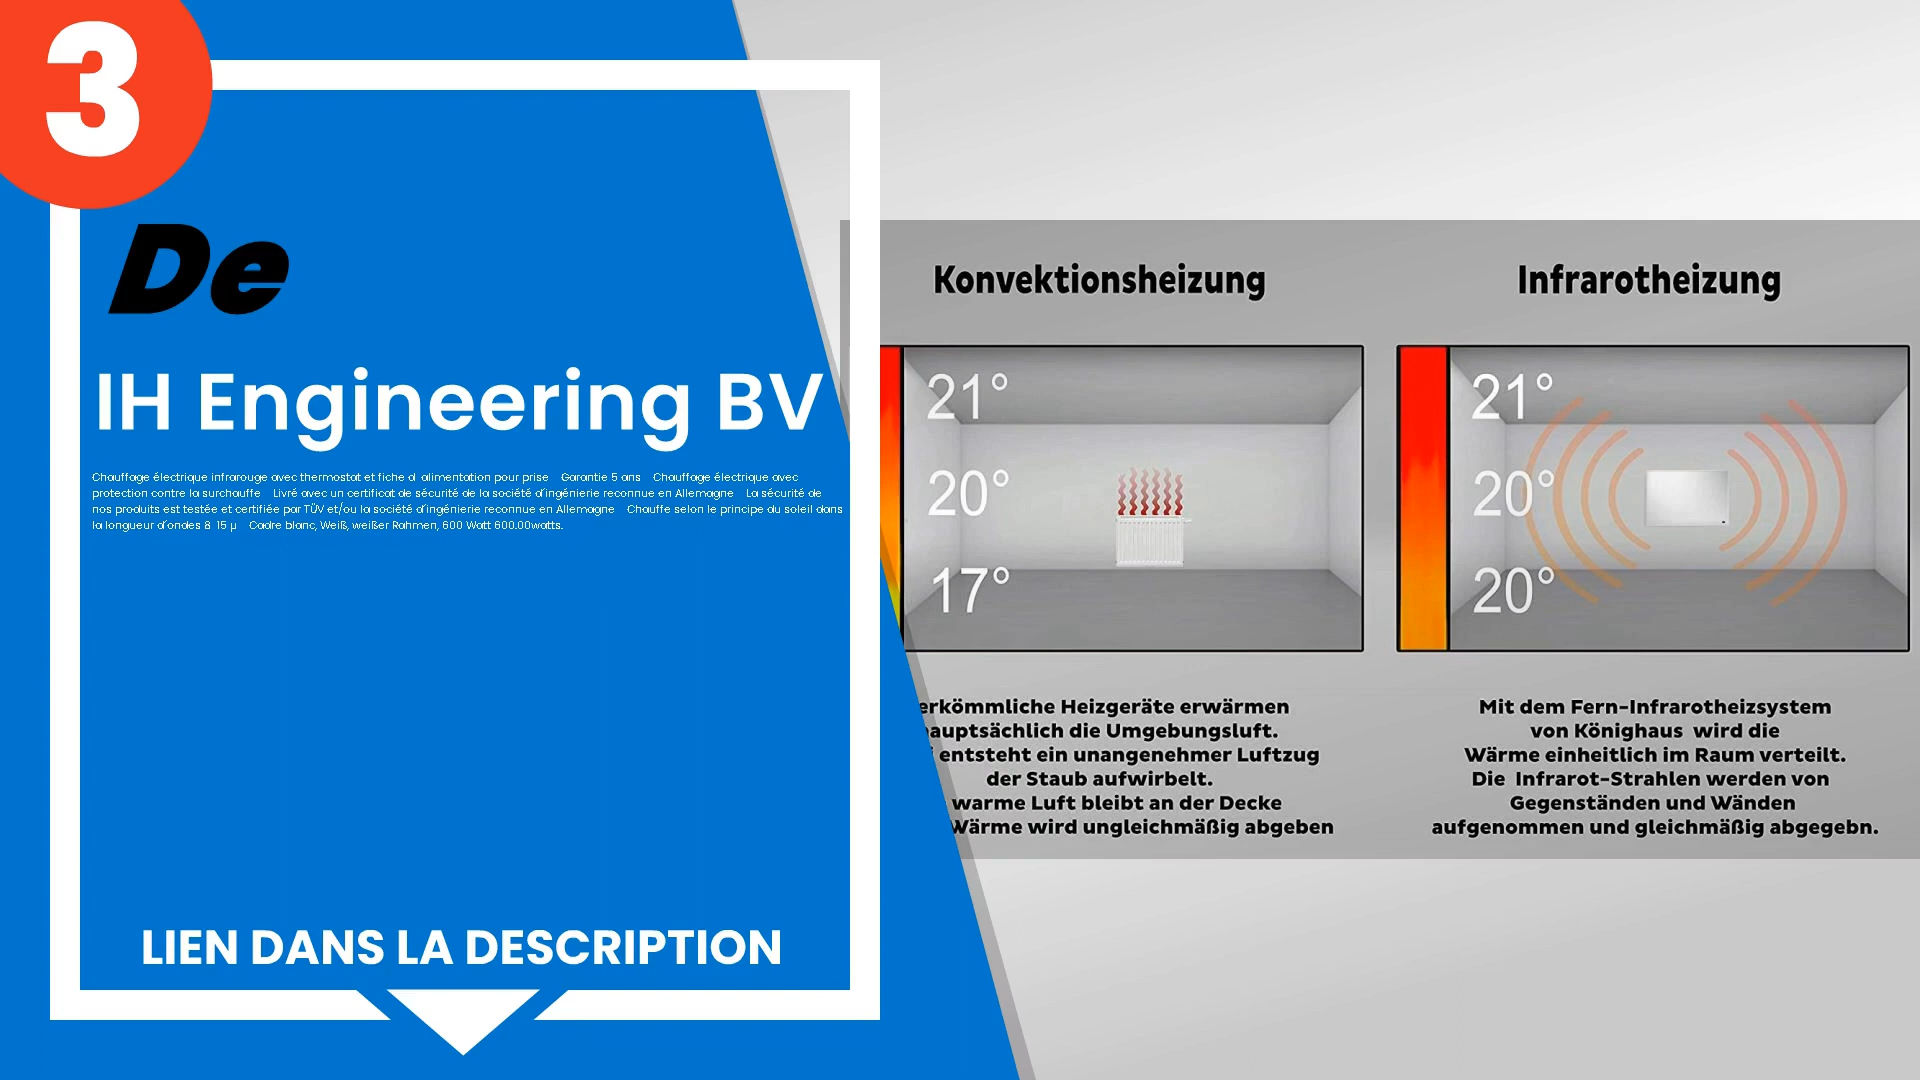 3
De
IH Engineering BV
Chauffage électrique infrarouge avec thermostat et fiche d alimentation pour prise Garantie 5 ans Chauffage électrique avec
protection contre la surchauffe Livré avec un certificat de sécurité de la société d'ingénierie reconnue en Allemagne La sécurité de
nos produits est testée et certifiée par TÜV et/ou la société d'ingénierie reconnue en Allemagne Chauffe selon le principe du soleil dans
la longueur d'ondes 8 15 µ Cadre blanc, Weiß, weißer Rahmen, 600 Watt 600.00watts.
LIEN DANS LA DESCRIPTION
Konvektionsheizung
21°
20°
17°
erkömmliche Heizgeräte erwärmen
hauptsächlich die Umgebungsluft.
entsteht ein unangenehmer Luftzug
der Staub aufwirbelt.
warme Luft bleibt an der Decke
Wärme wird ungleichmäßig abgeben
Infrarotheizung
21°
20°
20°
Mit dem Fern-Infrarotheizsystem
von Könighaus wird die
Wärme einheitlich im Raum verteilt.
Die Infrarot-Strahlen werden von
Gegenständen und Wänden
aufgenommen und gleichmäßig abgegebn.